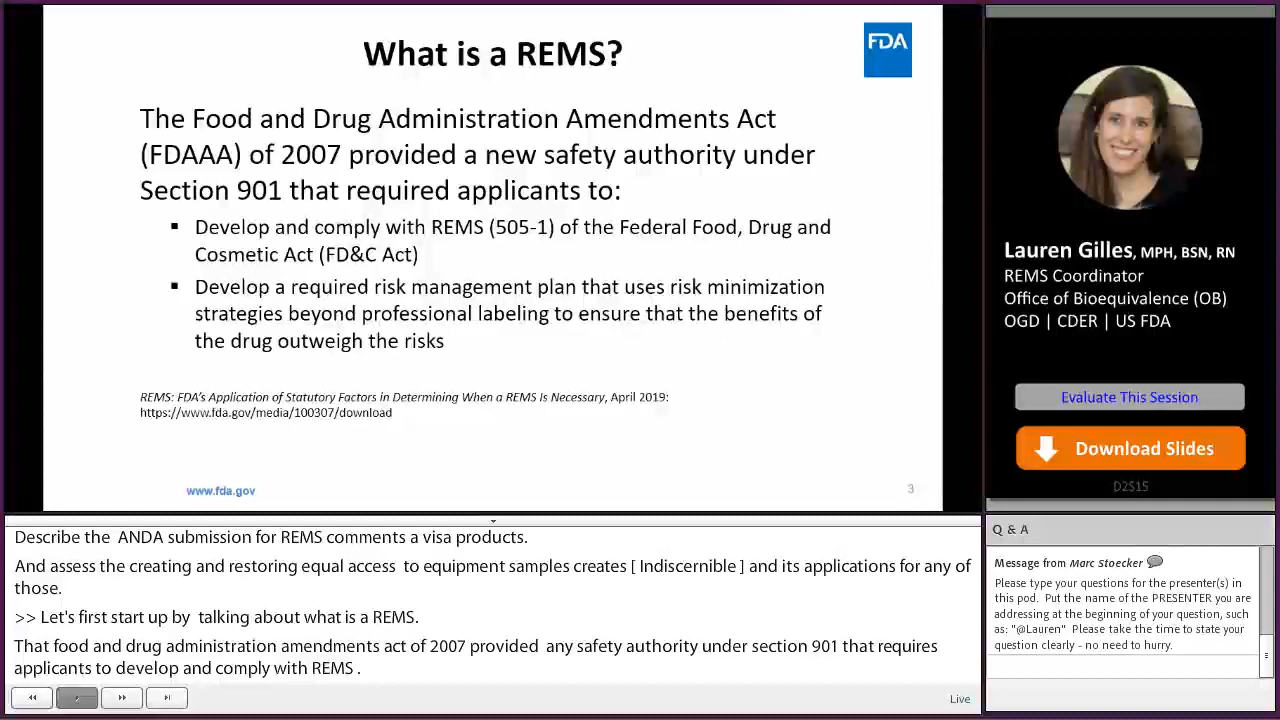 What is a REMS?
FDA
The Food and Drug Administration Amendments Act
(FDAAA) of 2007 provided a new safety authority under
Section 901 that required applicants to:
▪ Develop and comply with REMS (505-1) of the Federal Food, Drug and
Cosmetic Act (FD&C Act)
▪ Develop a required risk management plan that uses risk minimization
strategies beyond professional labeling to ensure that the benefits of
the drug outweigh the risks
REMS: FDA's Application of Statutory Factors in Determining When a REMS Is Necessary, April 2019:
https://www.fda.gov/media/100307/download
www.fda.gov
3
Lauren Gilles, MPH, BSN, RN
REMS Coordinator
Office of Bioequivalence (OB)
OGD | CDER | US FDA
Evaluate This Session
Download Slides
D2S15
Describe the ANDA submission for REMS comments a visa products.
And assess the creating and restoring equal access to equipment samples creates [ Indiscernible ] and its applications for any of
those.
>> Let's first start up by talking about what is a REMS.
That food and drug administration amendments act of 2007 provided any safety authority under section 901 that requires
applicants to develop and comply with REMS .
Live
Q & A
Message from Marc Stoecker
Please type your questions for the presenter(s) in
this pod. Put the name of the PRESENTER you are
addressing at the beginning of your question, such
as: "@Lauren" Please take the time to state your
question clearly - no need to hurry.